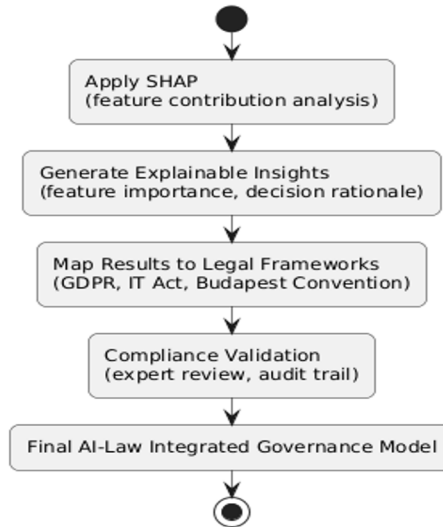 Apply SHAP
(feature contribution analysis)
Generate Explainable Insights
(feature importance, decision rationale)
Map Results to Legal Frameworks
(GDPR, IT Act, Budapest Convention)
Compliance Validation
(expert review, audit trail)
Final AI-Law Integrated Governance Model